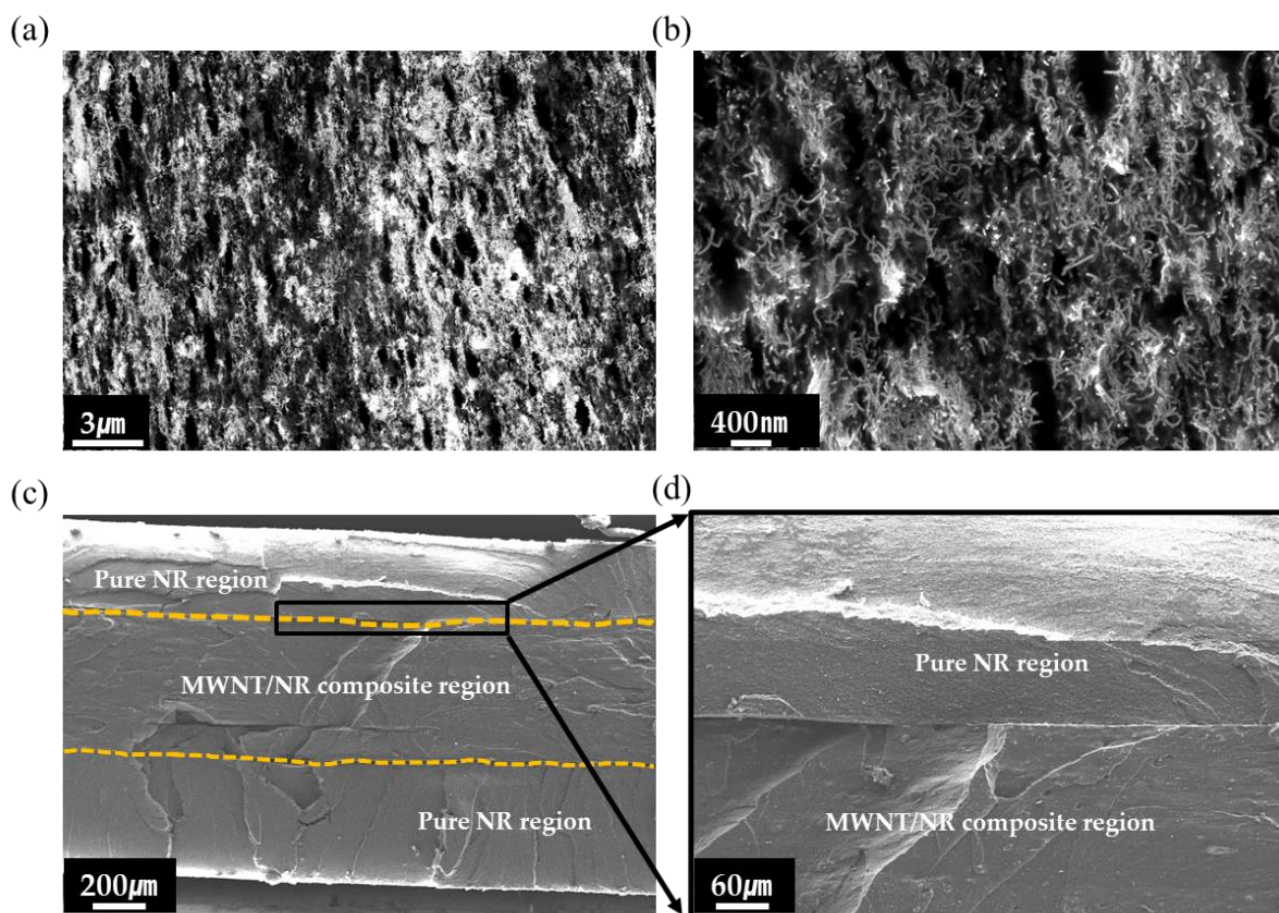 (a)
(b)
3㎛
400㎚
(c)
(d)
Pure NR region
MWNT/NR composite region
Pure NR region
200㎛
Pure NR region
MWNT/NR composite region
60㎛